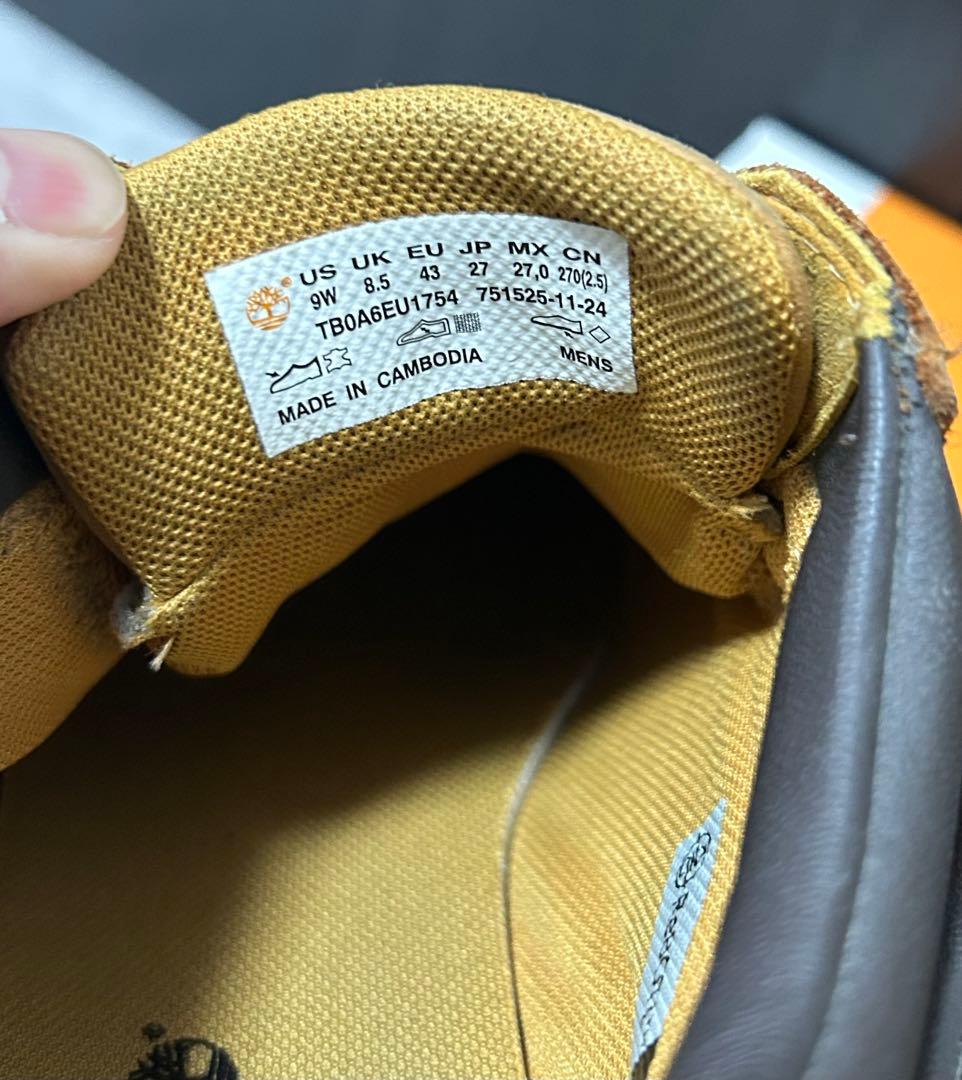 US UK EU JP MX CN
9W 8.5 43 27 27,0 270(2.5)
TB0A6EU1754 751525-11-24
MADE IN CAMBODIA MENS